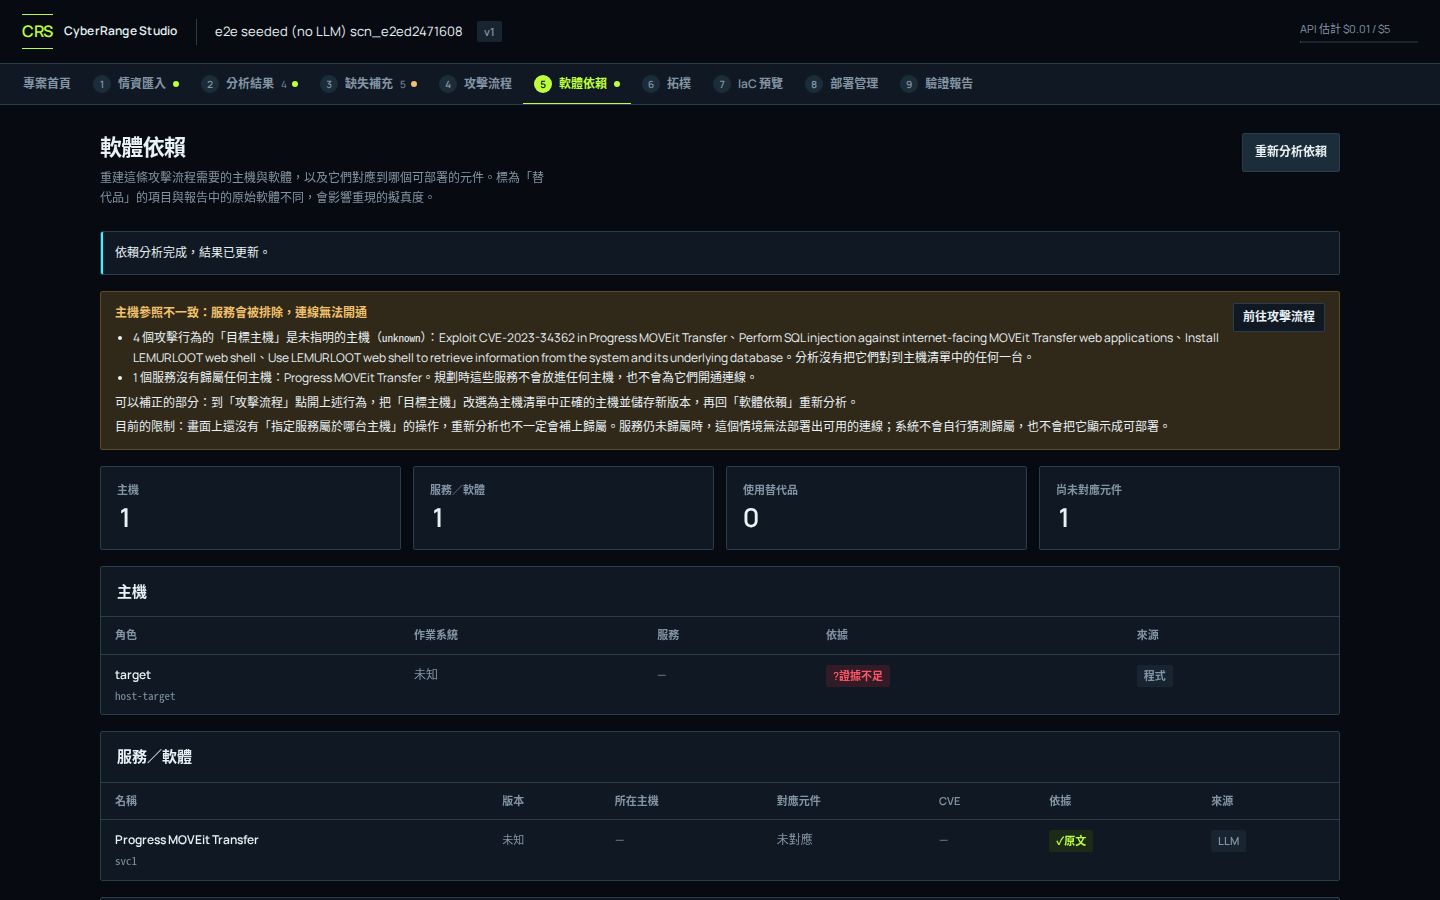 CRS CyberRange Studio e2e seeded (no LLM) scn_e2ed2471608 v1 API 估計 $0.01 / $5
專案首頁 1 情資匯入 2 分析結果 4 3 缺失補充 5 4 攻擊流程 5 軟體依賴 6 拓樸 7 IaC 預覽 8 部署管理 9 驗證報告
軟體依賴
重新分析依賴
重建這條攻擊流程需要的主機與軟體，以及它們對應到哪個可部署的元件。標為「替
代品」的項目與報告中的原始軟體不同，會影響重現的擬真度。
依賴分析完成，結果已更新。
主機參照不一致：服務會被排除，連線無法開通
前往攻擊流程
• 4 個攻擊行為的「目標主機」是未指明的主機（unknown）：Exploit CVE-2023-34362 in Progress MOVEit Transfer、Perform SQL injection against internet-facing MOVEit Transfer web applications、Install
LEMURLOOT web shell、Use LEMURLOOT web shell to retrieve information from the system and its underlying database。分析沒有把它們對到主機清單中的任何一台。
• 1 個服務沒有歸屬任何主機：Progress MOVEit Transfer。規劃時這些服務不會放進任何主機，也不會為它們開通連線。
可以補正的部分：到「攻擊流程」點開上述行為，把「目標主機」改選為主機清單中正確的主機並儲存新版本，再回「軟體依賴」重新分析。
目前的限制：畫面上還沒有「指定服務屬於哪台主機」的操作，重新分析也不一定會補上歸屬。服務仍未歸屬時，這個情境無法部署出可用的連線；系統不會自行猜測歸屬，也不會把它顯示成可部署。
主機 服務／軟體 使用替代品 尚未對應元件
1 1 0 1
主機
角色 作業系統 服務 依據 來源
target 未知 — ?證據不足 程式
host-target
服務／軟體
名稱 版本 所在主機 對應元件 CVE 依據 來源
Progress MOVEit Transfer 未知 — 未對應 — ✓原文 LLM
svc1